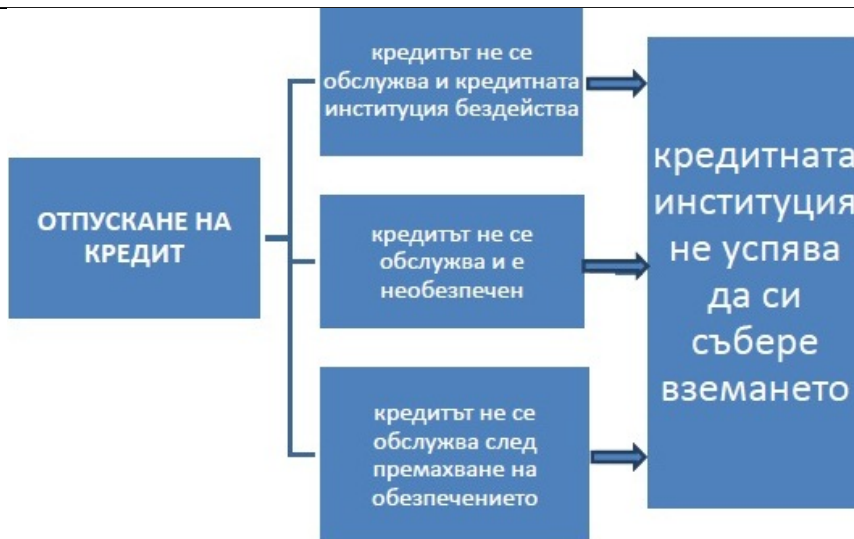 ОТПУСКАНЕ НА
КРЕДИТ
кредитът не се
обслужва и кредитната
институция бездейства
кредитът не се
обслужва и е
необезпечен
кредитът не се
обслужва след
премахване на
обезпечението
кредитната
институция
не успява
да си
събере
вземането